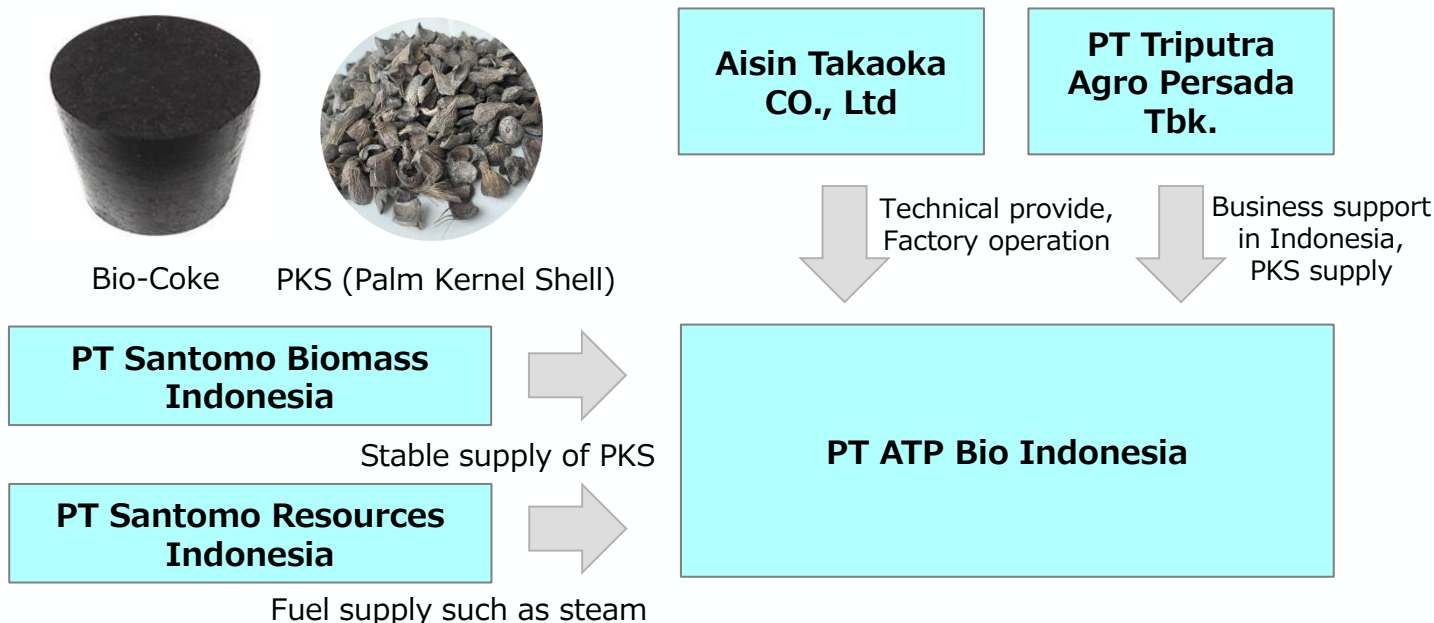 Bio-Coke
PKS (Palm Kernel Shell)
Aisin Takaoka
CO., Ltd
PT Triputra
Agro Persada
Tbk.
Technical provide,
Factory operation
Business support
in Indonesia,
PKS supply
PT Santomo Biomass
Indonesia
Stable supply of PKS
PT Santomo Resources
Indonesia
Fuel supply such as steam
PT ATP Bio Indonesia